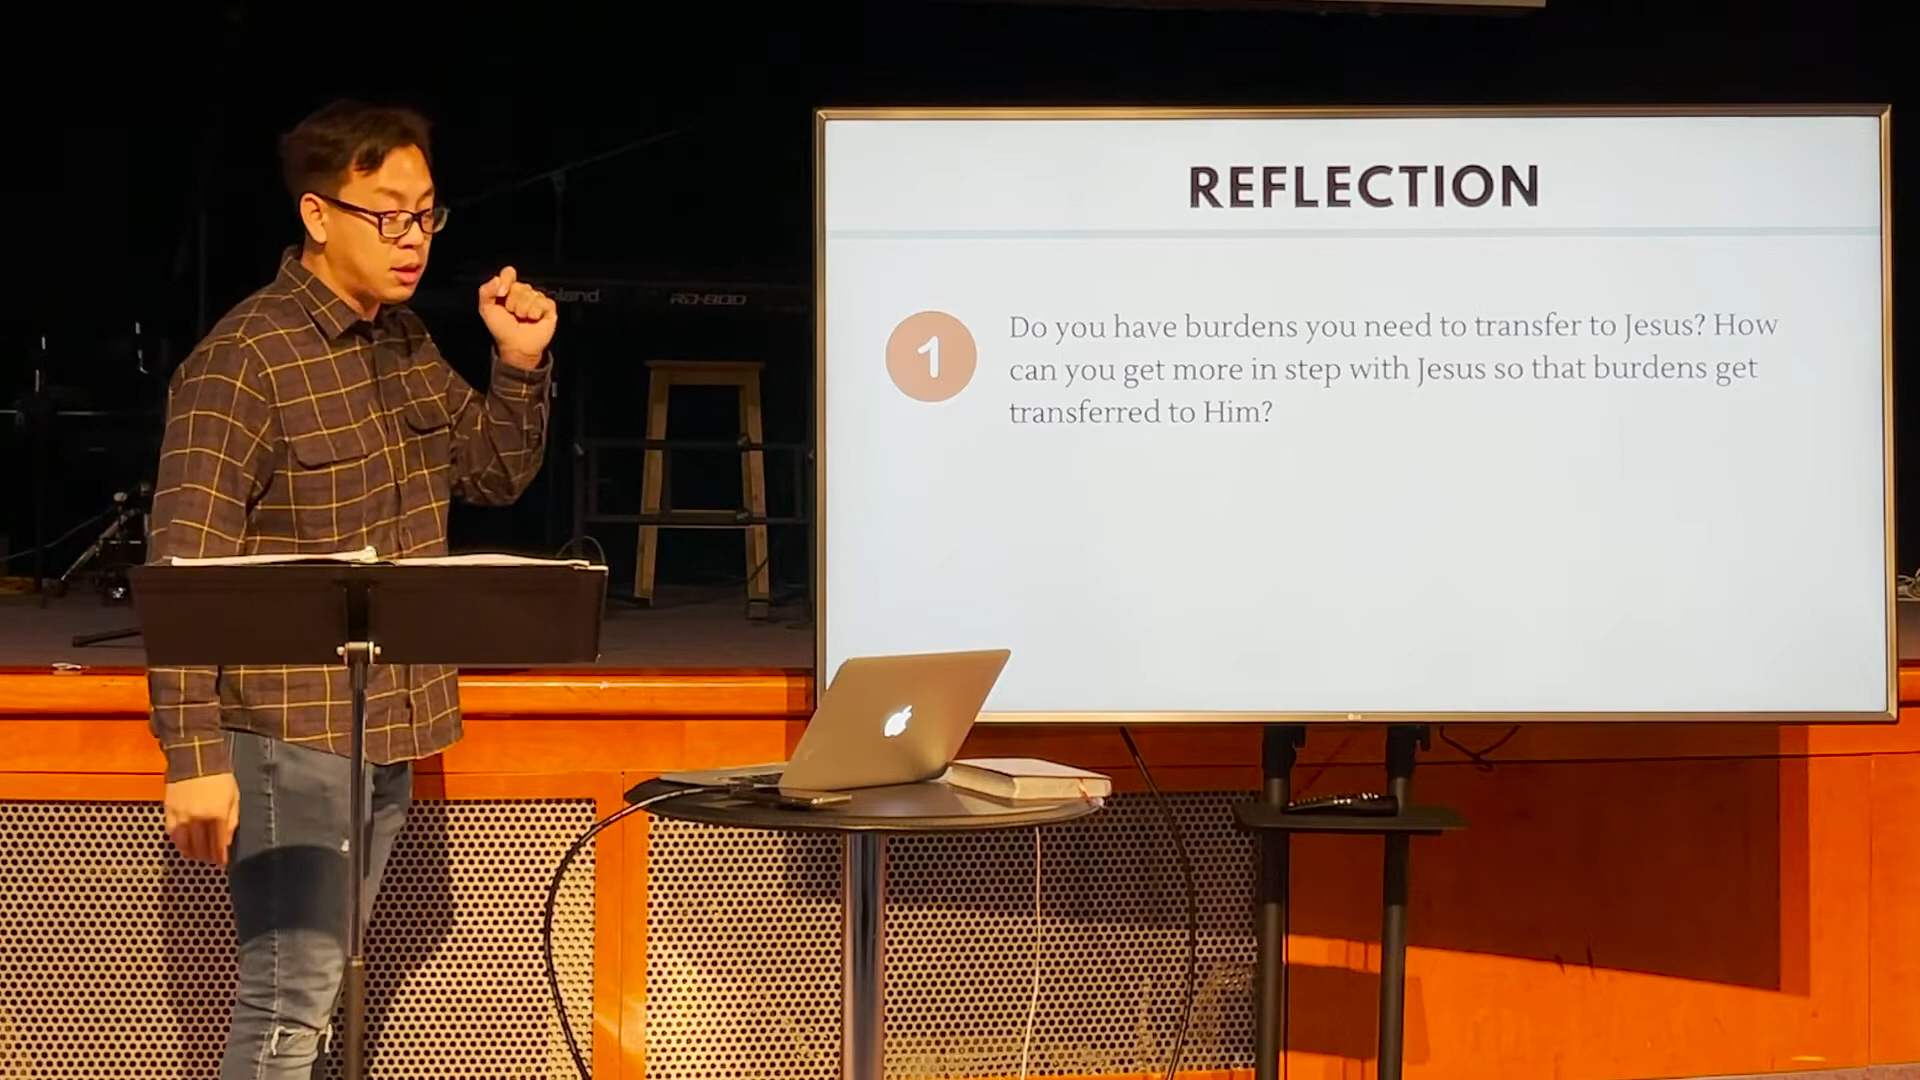 REFLECTION
1
Do you have burdens you need to transfer to Jesus? How
can you get more in step with Jesus so that burdens get
transferred to Him?
Roland
RD-800